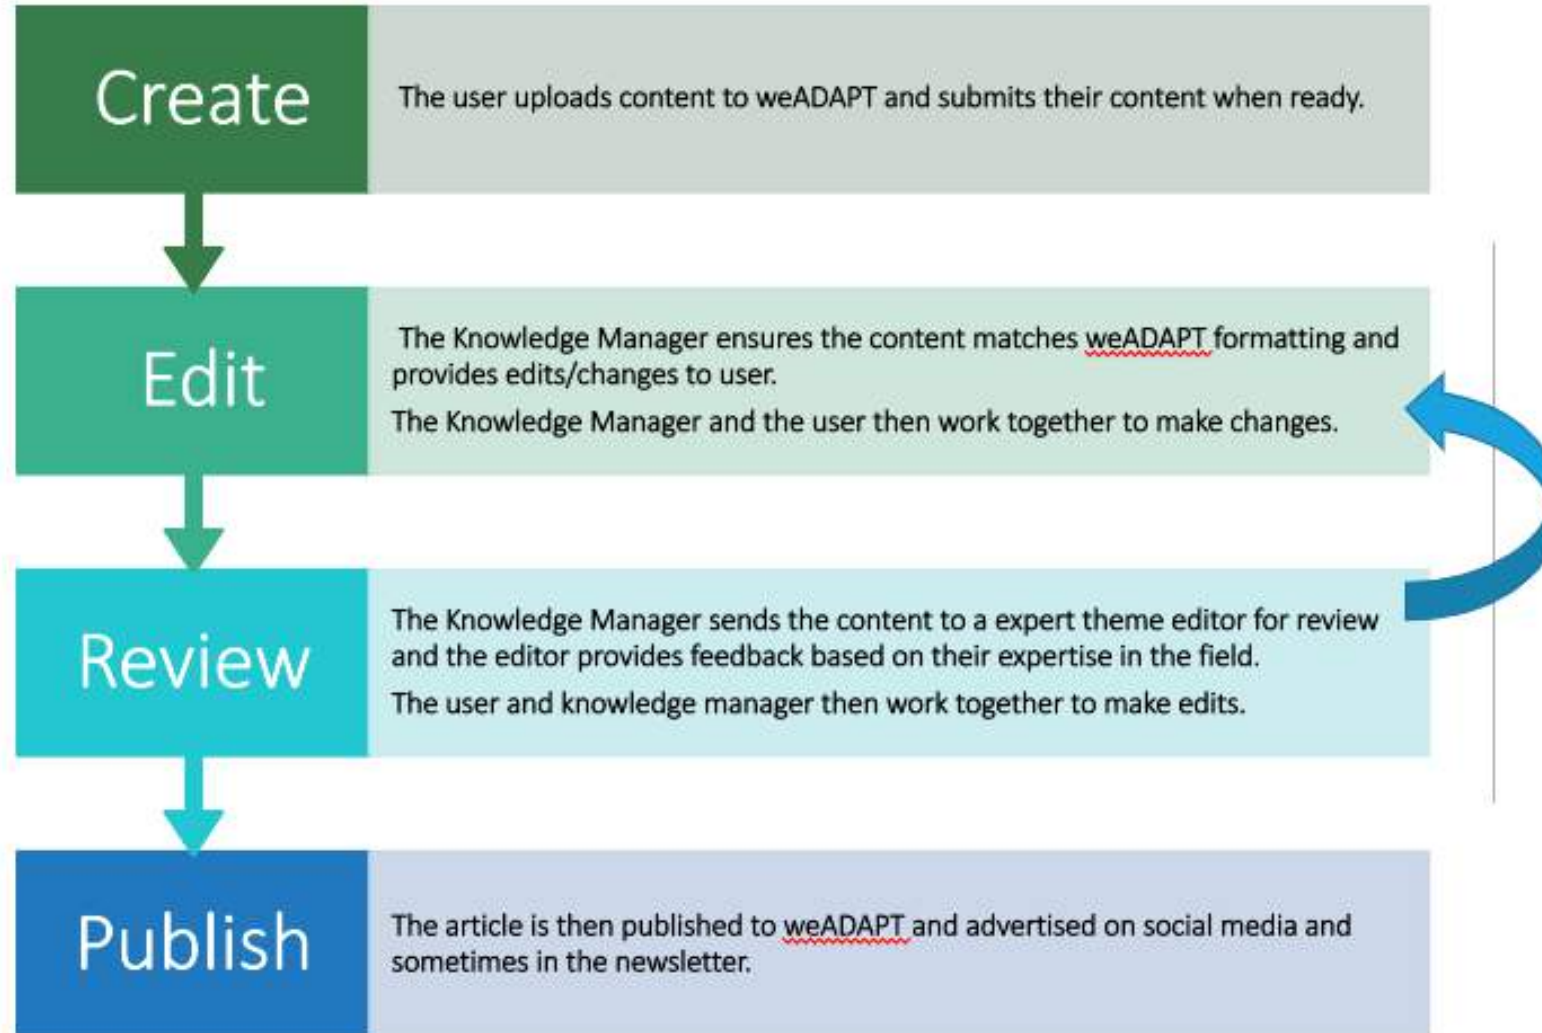 Create
The user uploads content to weADAPT and submits their content when ready.
Edit
The Knowledge Manager ensures the content matches weADAPT formatting and
provides edits/changes to user.
The Knowledge Manager and the user then work together to make changes.
Review
The Knowledge Manager sends the content to a expert theme editor for review
and the editor provides feedback based on their expertise in the field.
The user and knowledge manager then work together to make edits.
Publish
The article is then published to weADAPT and advertised on social media and
sometimes in the newsletter.